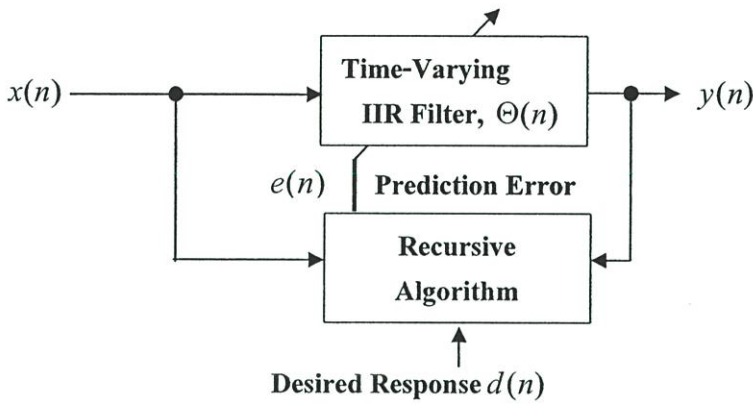 Time-Varying
x(n)
IIR Filter, Θ(n)
y(n)
e(n)
Prediction Error
Recursive
Algorithm
Desired Response d(n)